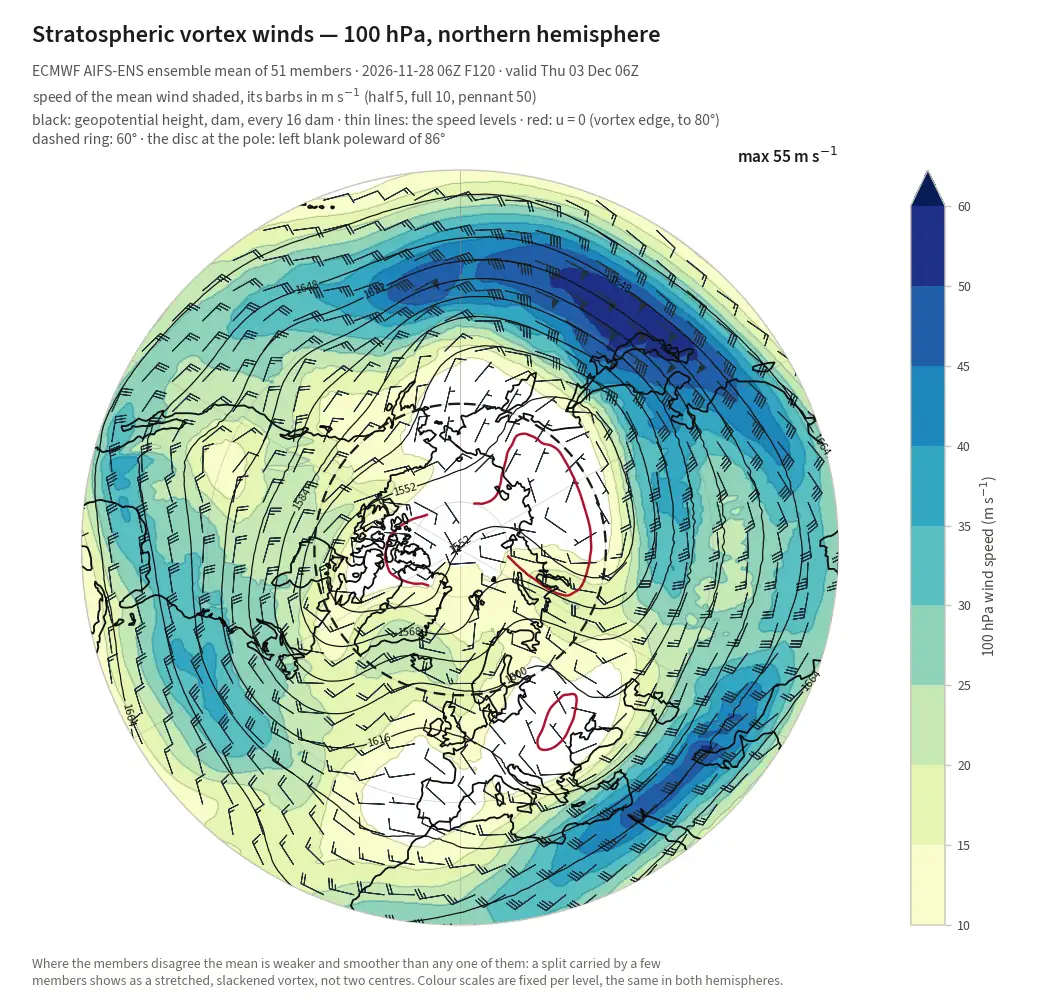 Stratospheric vortex winds — 100 hPa, northern hemisphere
ECMWF AIFS-ENS ensemble mean of 51 members · 2026-11-28 06Z F120 · valid Thu 03 Dec 06Z
speed of the mean wind shaded, its barbs in m s⁻¹ (half 5, full 10, pennant 50)
black: geopotential height, dam, every 16 dam · thin lines: the speed levels · red: u = 0 (vortex edge, to 80°)
dashed ring: 60° · the disc at the pole: left blank poleward of 86°
max 55 m s⁻¹
60
50
45
40
35
30
25
20
15
10
100 hPa wind speed (m s⁻¹)
1648
1648
1664
1584
1552
1552
1568
1600
1616
1664
1664
Where the members disagree the mean is weaker and smoother than any one of them: a split carried by a few
members shows as a stretched, slackened vortex, not two centres. Colour scales are fixed per level, the same in both hemispheres.